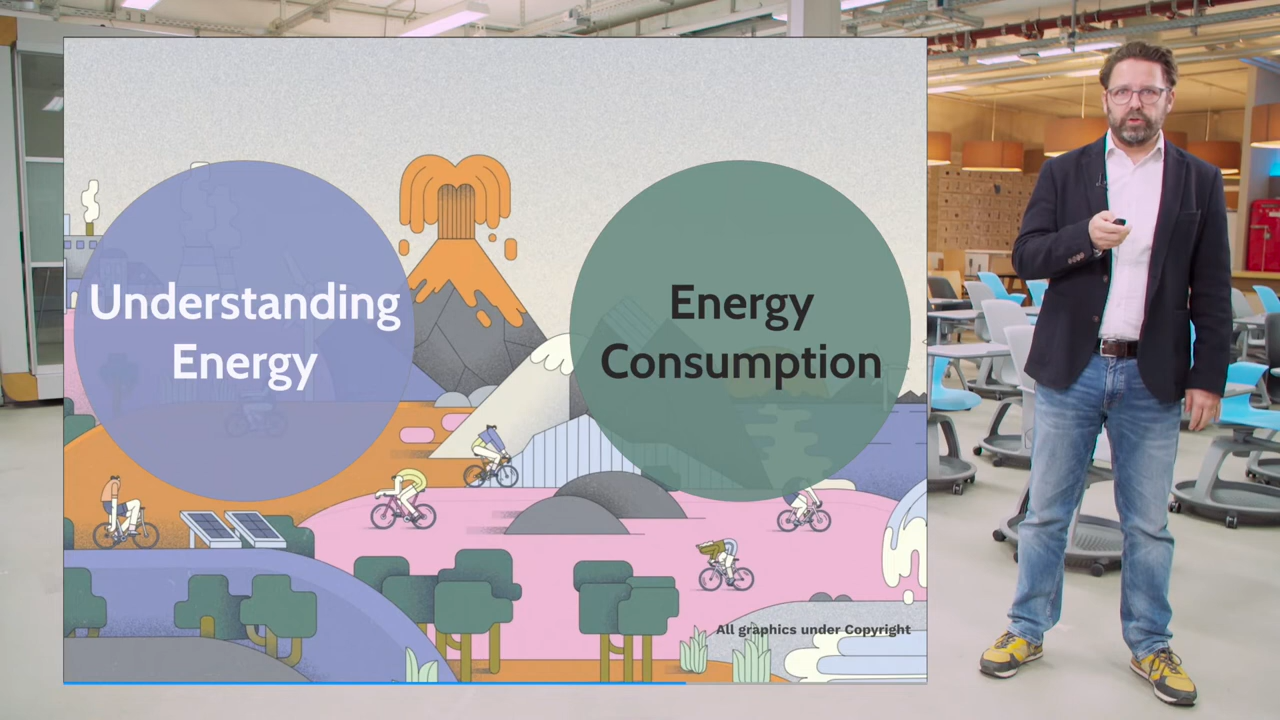 Understanding
Energy
Energy
Consumption
All graphics under Copyright